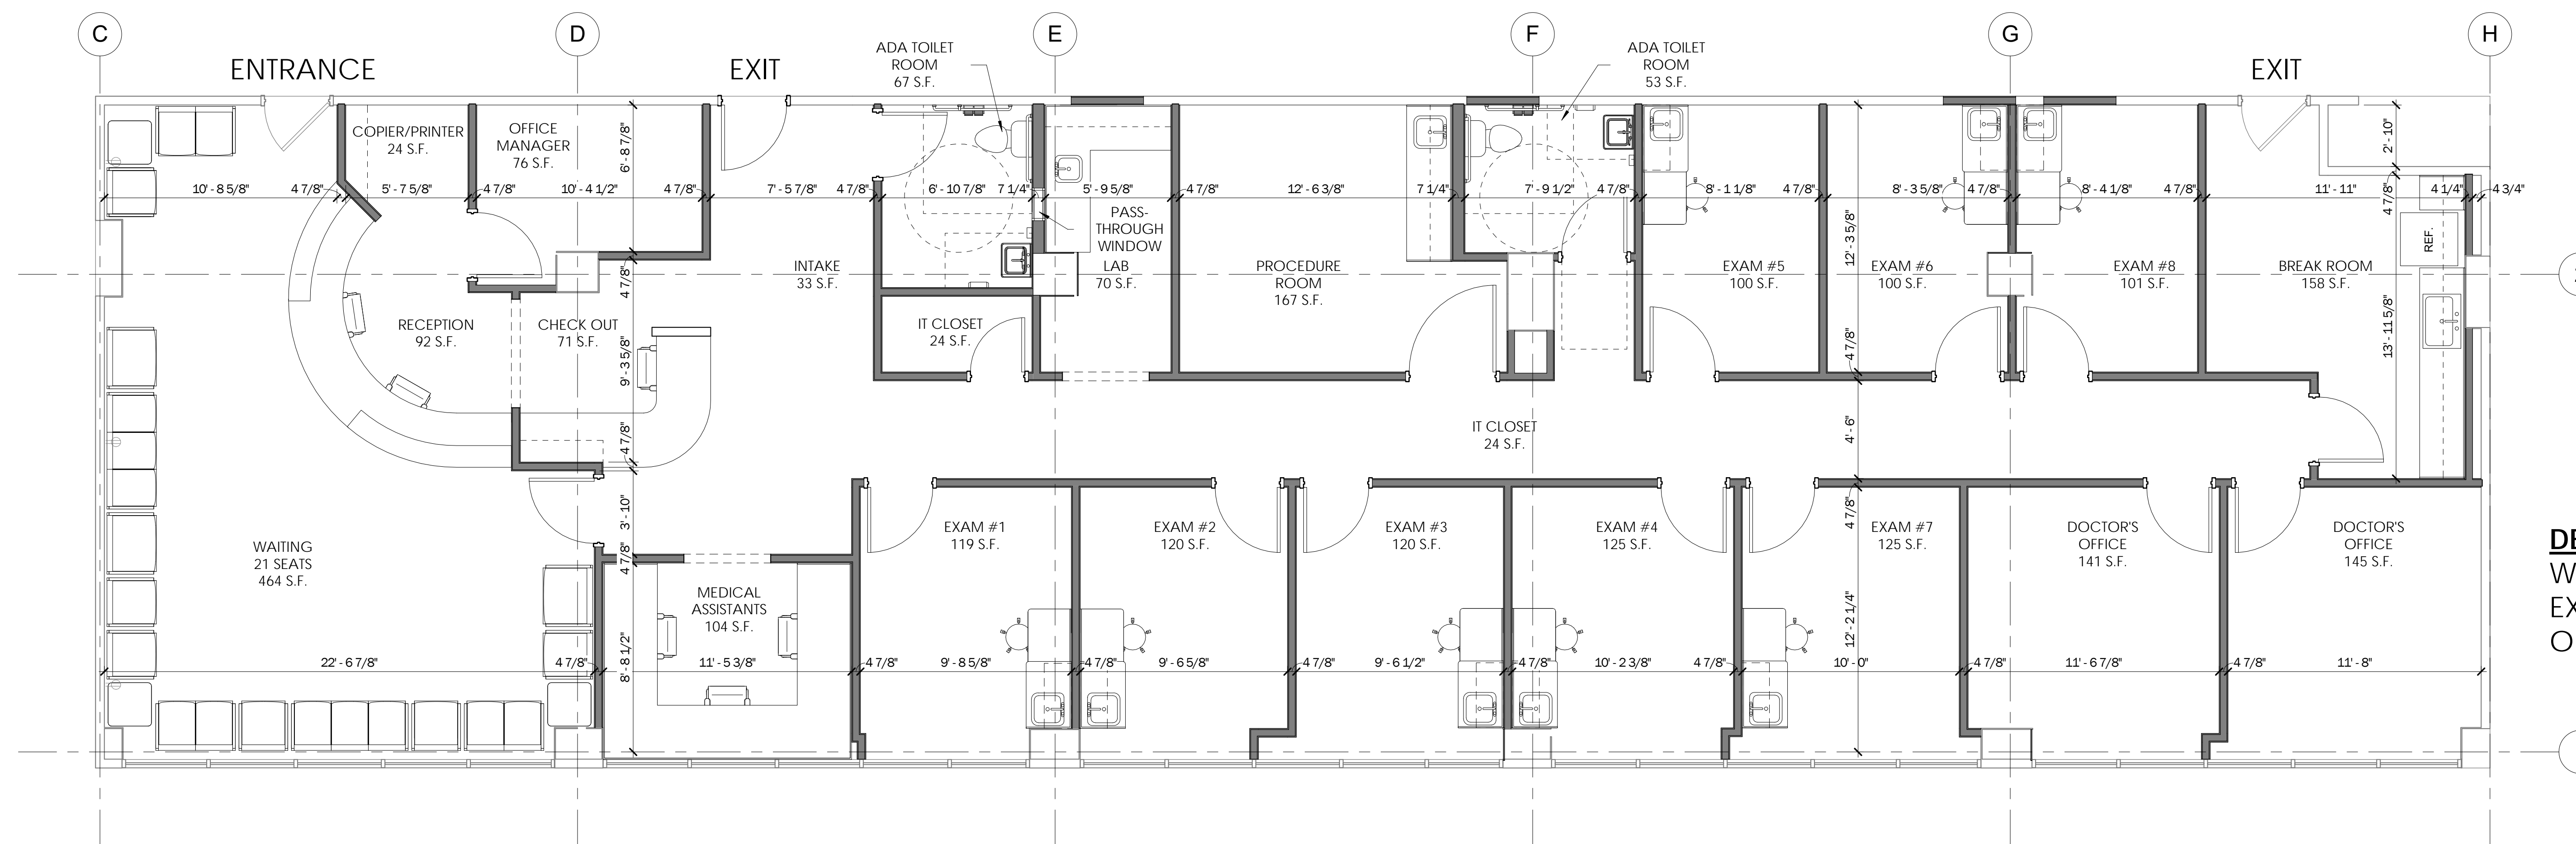 C
D
E
F
G
H
ENTRANCE
EXIT
ADA TOILET
ROOM
67 S.F.
ADA TOILET
ROOM
53 S.F.
EXIT
COPIER/PRINTER
24 S.F.
OFFICE
MANAGER
76 S.F.
6' - 8 7/8"
2' - 10"
10' - 8 5/8"
4 7/8"
5' - 7 5/8"
4 7/8"
10' - 4 1/2"
4 7/8"
7' - 5 7/8"
4 7/8"
6' - 10 7/8"
7 1/4"
5' - 9 5/8"
4 7/8"
12' - 6 3/8"
7 1/4"
7' - 9 1/2"
4 7/8"
8' - 1 1/8"
4 7/8"
8' - 3 5/8"
4 7/8"
8' - 4 1/8"
4 7/8"
11' - 11"
4 1/4"
4 3/4"
4 7/8"
PASS-
THROUGH
WINDOW
12' - 3 5/8"
REF.
4 7/8"
INTAKE
33 S.F.
LAB
70 S.F.
PROCEDURE
ROOM
167 S.F.
EXAM #5
100 S.F.
EXAM #6
100 S.F.
EXAM #8
101 S.F.
BREAK ROOM
158 S.F.
RECEPTION
92 S.F.
CHECK OUT
71 S.F.
9' - 3 5/8"
IT CLOSET
24 S.F.
4 7/8"
13' - 11 5/8"
4 7/8"
IT CLOSET
24 S.F.
4' - 6"
3' - 10"
4 7/8"
4 7/8"
WAITING
21 SEATS
464 S.F.
EXAM #1
119 S.F.
EXAM #2
120 S.F.
EXAM #3
120 S.F.
EXAM #4
125 S.F.
EXAM #7
125 S.F.
DOCTOR'S
OFFICE
141 S.F.
DOCTOR'S
OFFICE
145 S.F.
DE
W
EX
O
MEDICAL
ASSISTANTS
104 S.F.
8' - 8 1/2"
12' - 2 1/4"
22' - 6 7/8"
4 7/8"
11' - 5 3/8"
4 7/8"
9' - 8 5/8"
4 7/8"
9' - 6 5/8"
4 7/8"
9' - 6 1/2"
4 7/8"
10' - 2 3/8"
4 7/8"
10' - 0"
4 7/8"
11' - 6 7/8"
4 7/8"
11' - 8"